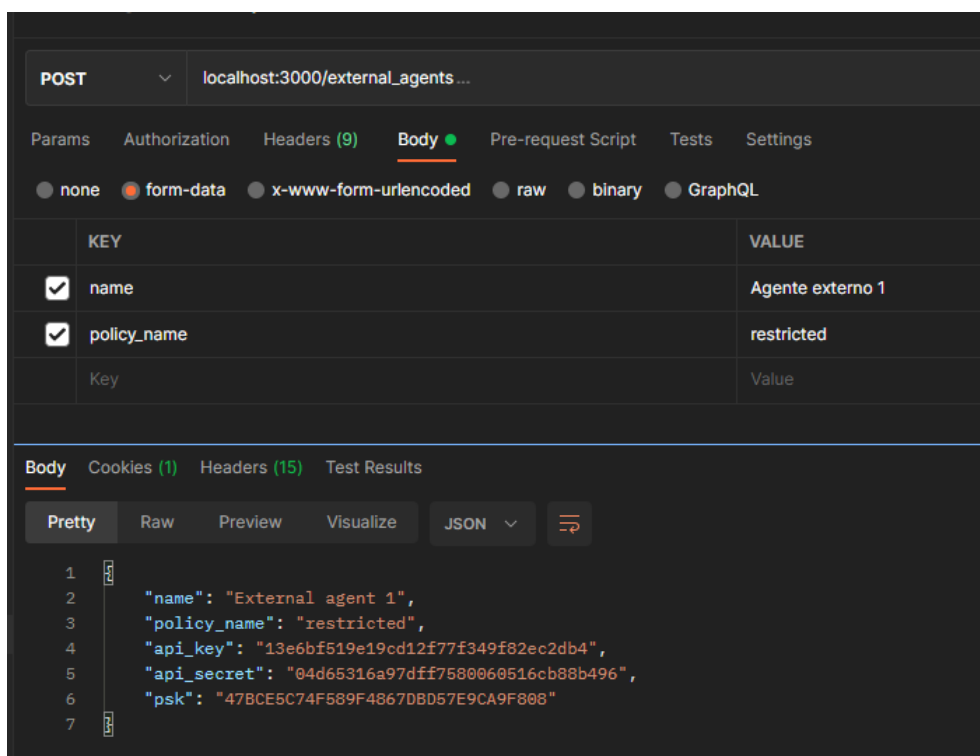 POST localhost:3000/external_agents...
Params Authorization Headers (9) Body Pre-request Script Tests Settings
none form-data x-www-form-urlencoded raw binary GraphQL
KEY VALUE
name Agente externo 1
policy_name restricted
Key Value
Body Cookies (1) Headers (15) Test Results
Pretty Raw Preview Visualize JSON
1 {
2 "name": "External agent 1",
3 "policy_name": "restricted",
4 "api_key": "13e6bf519e19cd12f77f349f82ec2db4",
5 "api_secret": "04d65316a97dff7580060516cb88b496",
6 "psk": "47BCE5C74F589F4867DBD57E9CA9F808"
7 }